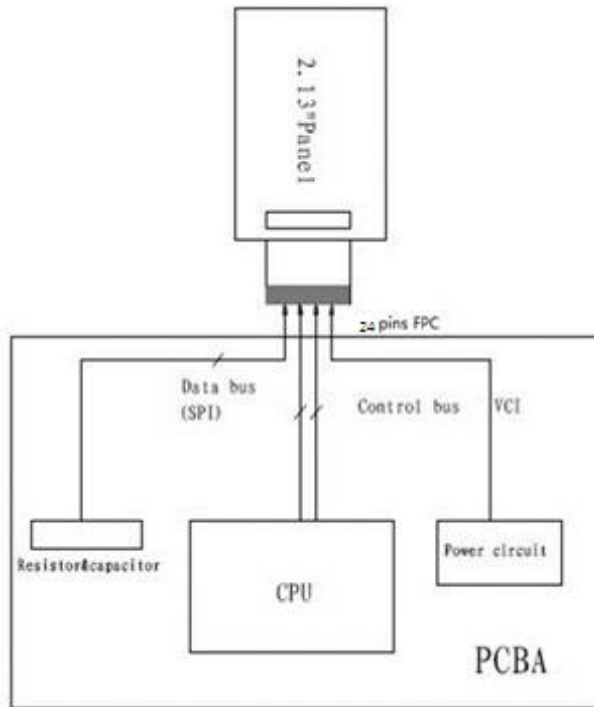 2.13"Panel
24 pins FPC
Data bus
(SPI)
Control bus
VCI
Resistor&capacitor
CPU
Power circuit
PCBA